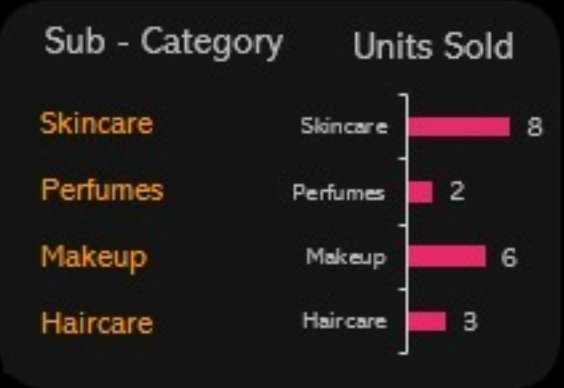 Sub - Category Units Sold
Skincare Skincare 8
Perfumes Perfumes 2
Makeup Makeup 6
Haircare Haircare 3